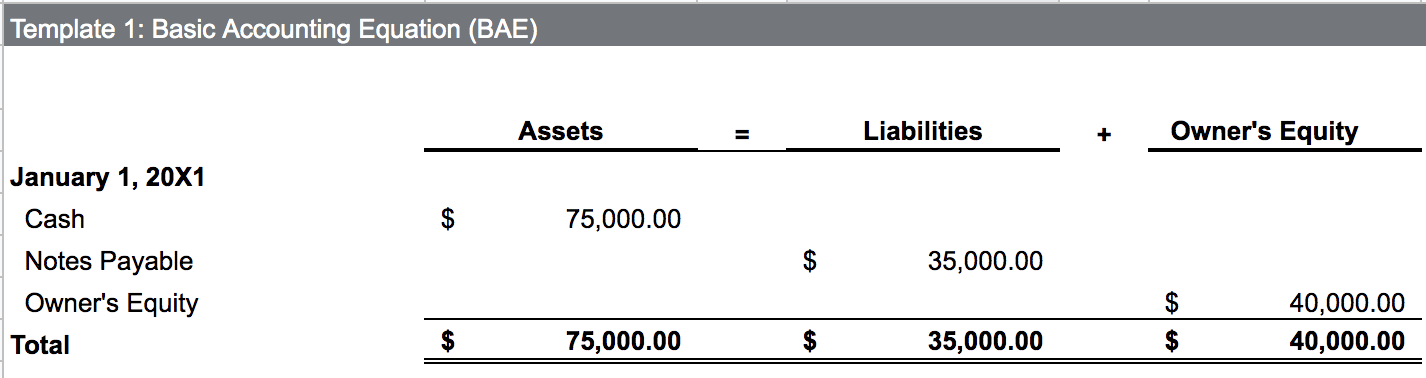 Template 1: Basic Accounting Equation (BAE)
Assets = Liabilities + Owner's Equity
January 1, 20X1
Cash $ 75,000.00
Notes Payable $ 35,000.00
Owner's Equity $ 40,000.00
Total $ 75,000.00 $ 35,000.00 $ 40,000.00